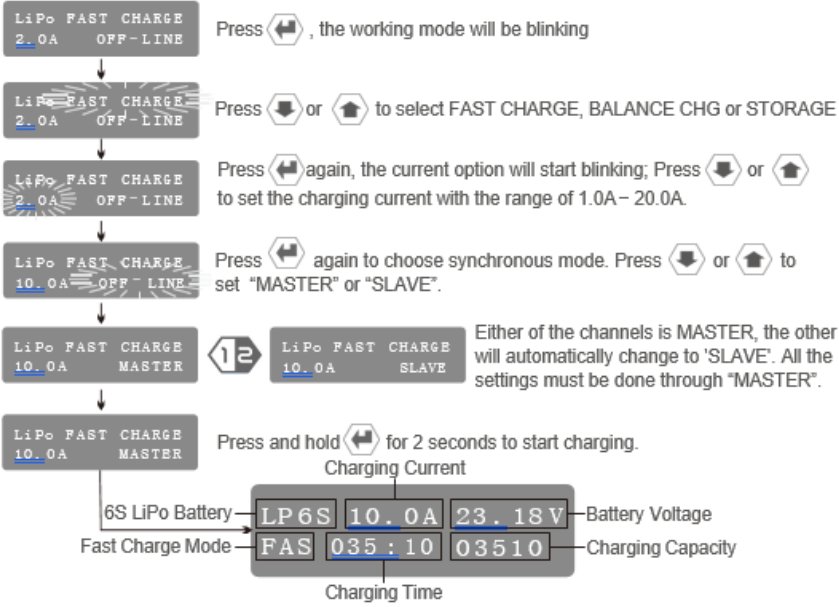 LiPo FAST CHARGE
2.0A OFF-LINE
Press , the working mode will be blinking
LiPo FAST CHARGE
2.0A OFF-LINE
Press or to select FAST CHARGE, BALANCE CHG or STORAGE
LiPo FAST CHARGE
2.0A OFF-LINE
Press again, the current option will start blinking; Press or
to set the charging current with the range of 1.0A– 20.0A.
LiPo FAST CHARGE
10.0A OFF-LINE
Press again to choose synchronous mode. Press or to
set “MASTER” or “SLAVE”.
LiPo FAST CHARGE
10.0A MASTER
1 2
LiPo FAST CHARGE
10.0A SLAVE
Either of the channels is MASTER, the other
will automatically change to 'SLAVE'. All the
settings must be done through “MASTER”.
LiPo FAST CHARGE
10.0A MASTER
Press and hold for 2 seconds to start charging.
Charging Current
6S LiPo Battery LP6S 10.0A 23.18V Battery Voltage
Fast Charge Mode FAS 035:10 03510 Charging Capacity
Charging Time